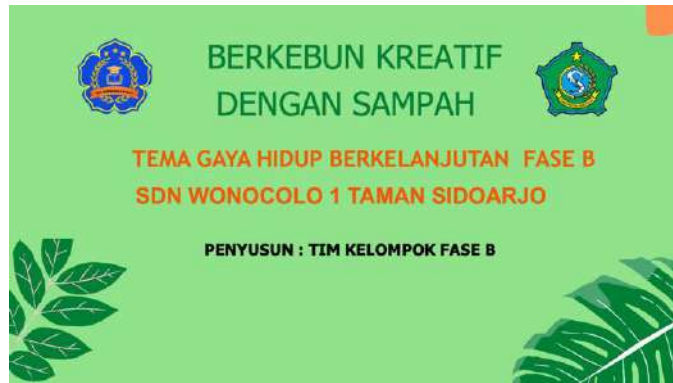 BERKEBUN KREATIF
DENGAN SAMPAH
TEMA GAYA HIDUP BERKELANJUTAN FASE B
SDN WONOCOLO 1 TAMAN SIDOARJO
PENYUSUN : TIM KELOMPOK FASE B